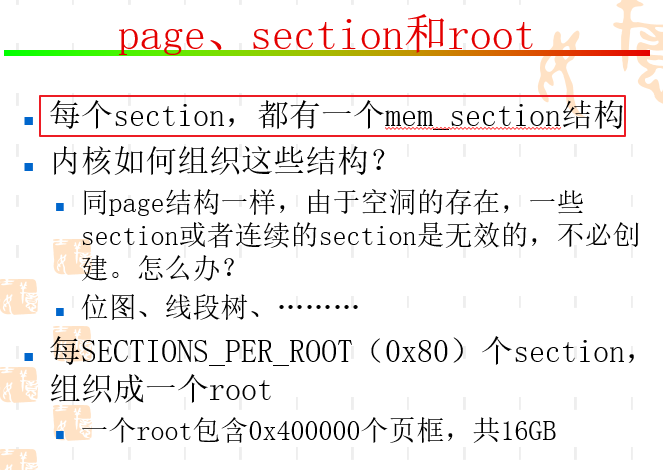 page、section和root
每个section，都有一个mem_section结构
内核如何组织这些结构？
同page结构一样，由于空洞的存在，一些
section或者连续的section是无效的，不必创
建。怎么办？
位图、线段树、………
每SECTIONS_PER_ROOT（0x80）个section，
组织成一个root
一个root包含0x400000个页框，共16GB